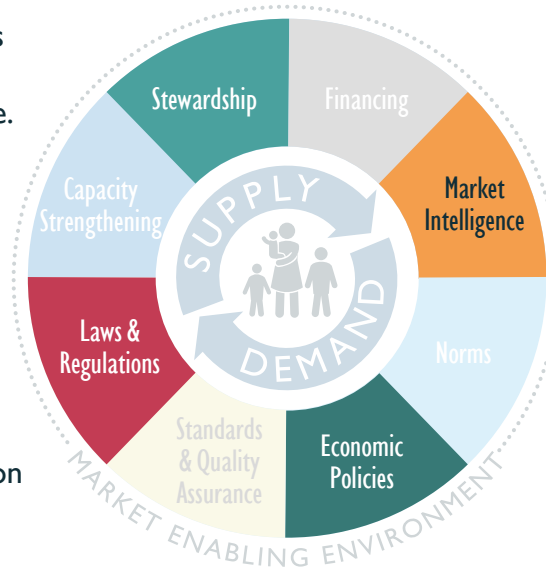 s
e.
on
Stewardship
Financing
Market
Intelligence
Norms
Economic
Policies
Standards
& Quality
Assurance
Laws &
Regulations
Capacity
Strengthening
SUPPLY
DEMAND
MARKET ENABLING ENVIRONMENT